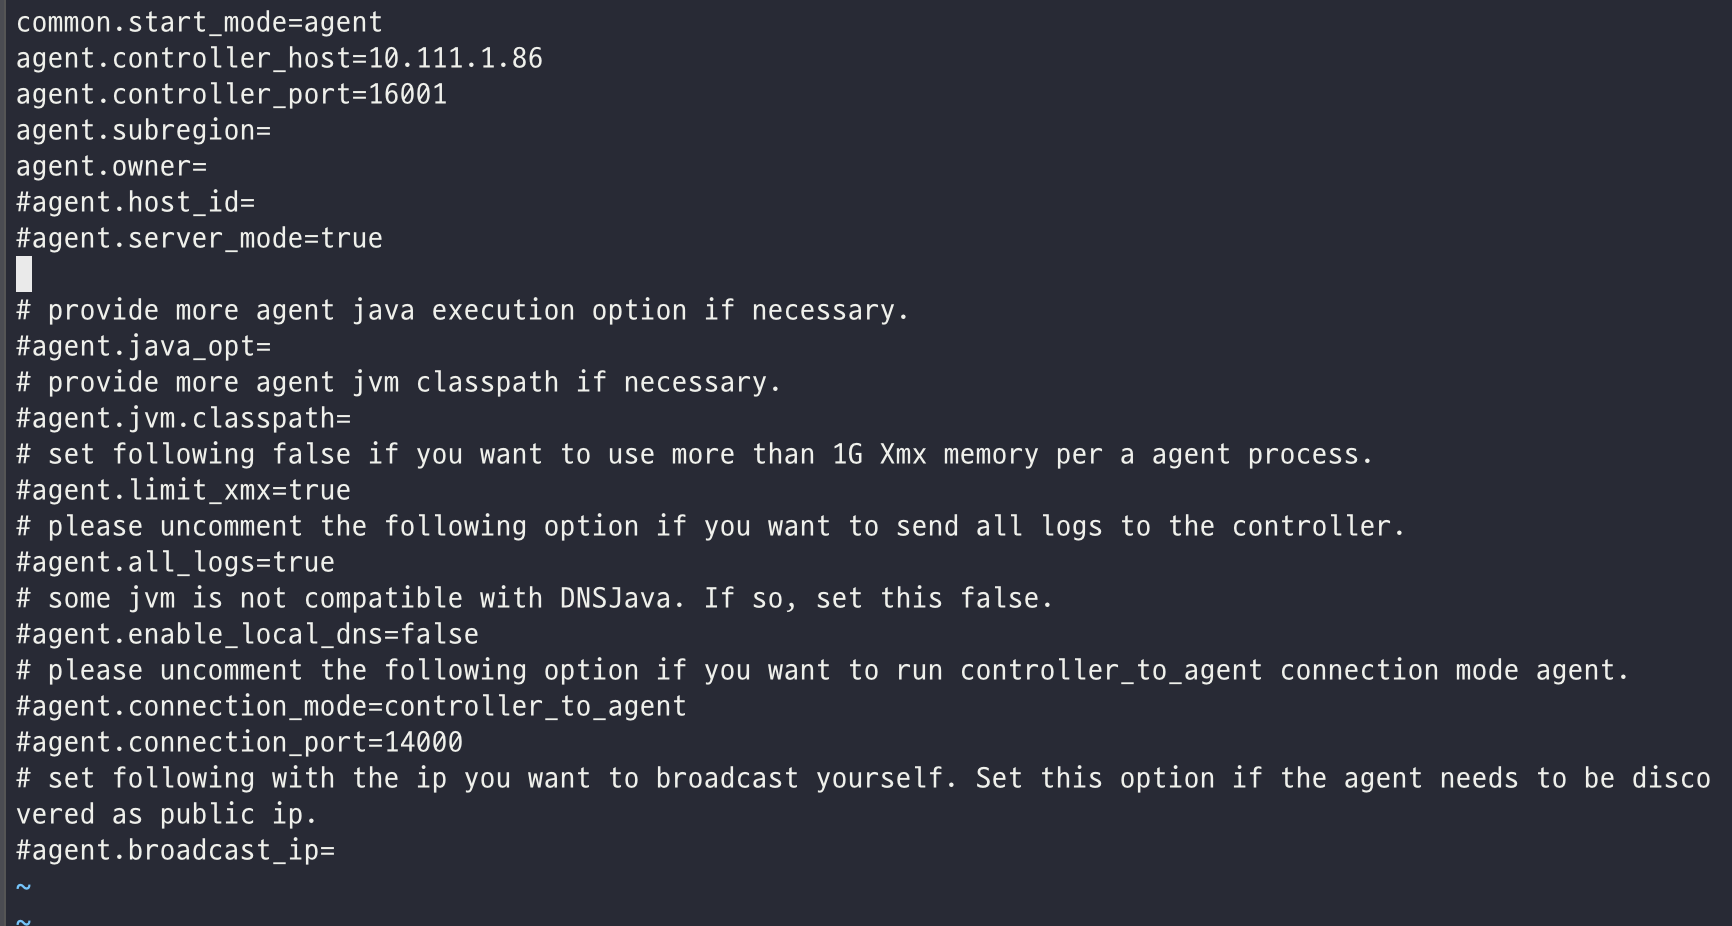 common.start_mode=agent
agent.controller_host=10.111.1.86
agent.controller_port=16001
agent.subregion=
agent.owner=
#agent.host_id=
#agent.server_mode=true
# provide more agent java execution option if necessary.
#agent.java_opt=
# provide more agent jvm classpath if necessary.
#agent.jvm.classpath=
# set following false if you want to use more than 1G Xmx memory per a agent process.
#agent.limit_xmx=true
# please uncomment the following option if you want to send all logs to the controller.
#agent.all_logs=true
# some jvm is not compatible with DNSJava. If so, set this false.
#agent.enable_local_dns=false
# please uncomment the following option if you want to run controller_to_agent connection mode agent.
#agent.connection_mode=controller_to_agent
#agent.connection_port=14000
# set following with the ip you want to broadcast yourself. Set this option if the agent needs to be disco
vered as public ip.
#agent.broadcast_ip=
~
~